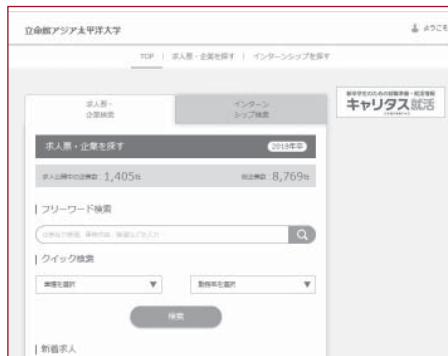 立命館アジア太平洋大学
ようこそ
TOP | 求人票・企業を探す | インターンシップを探す
求人票・
企業検索
インターン
シップ検索
キャリタス就活
求人票・企業を探す
2019年卒
求人公開中の企業数：1,405社
総企業数：8,769社
フリーワード検索
クイック検索
業種を選択 ▼
勤務地を選択 ▼
検索
新着求人